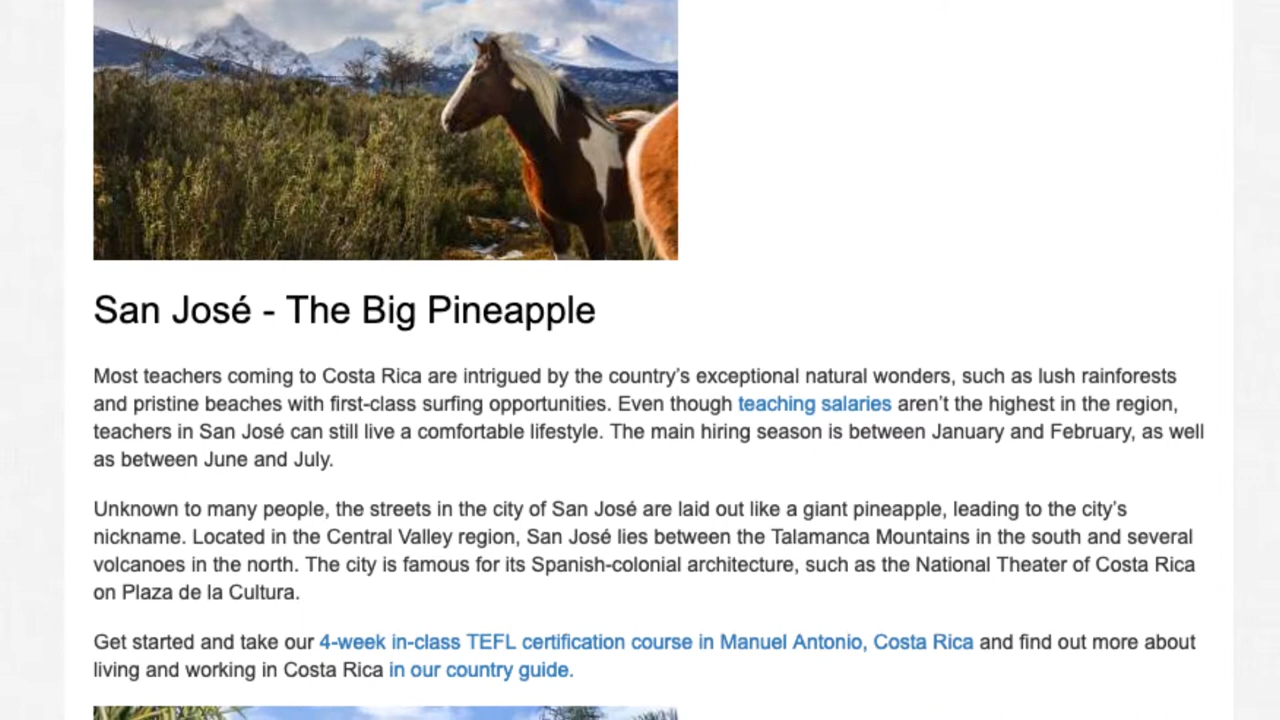 San José - The Big Pineapple
Most teachers coming to Costa Rica are intrigued by the country’s exceptional natural wonders, such as lush rainforests
and pristine beaches with first-class surfing opportunities. Even though teaching salaries aren’t the highest in the region,
teachers in San José can still live a comfortable lifestyle. The main hiring season is between January and February, as well
as between June and July.
Unknown to many people, the streets in the city of San José are laid out like a giant pineapple, leading to the city’s
nickname. Located in the Central Valley region, San José lies between the Talamanca Mountains in the south and several
volcanoes in the north. The city is famous for its Spanish-colonial architecture, such as the National Theater of Costa Rica
on Plaza de la Cultura.
Get started and take our 4-week in-class TEFL certification course in Manuel Antonio, Costa Rica and find out more about
living and working in Costa Rica in our country guide.